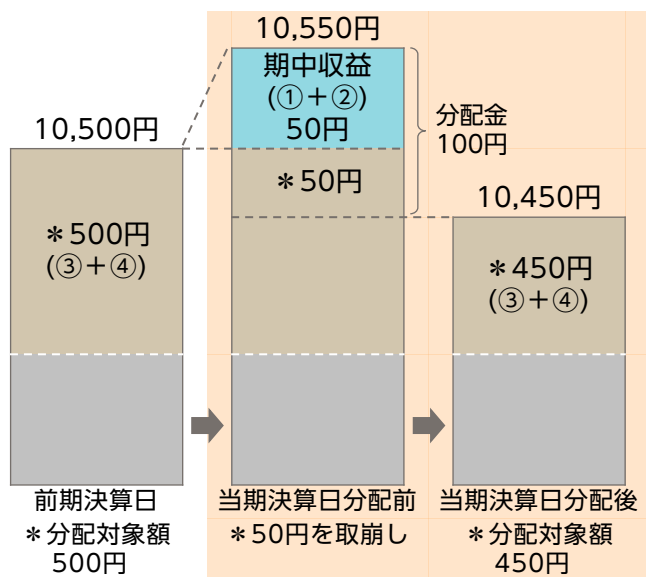 10,550円
期中収益
(①＋②)
50円
分配金
100円
10,500円
＊50円
10,450円
＊500円
(③＋④)
＊450円
(③＋④)
前期決算日
当期決算日分配前
当期決算日分配後
＊分配対象額
500円
＊50円を取崩し
＊分配対象額
450円